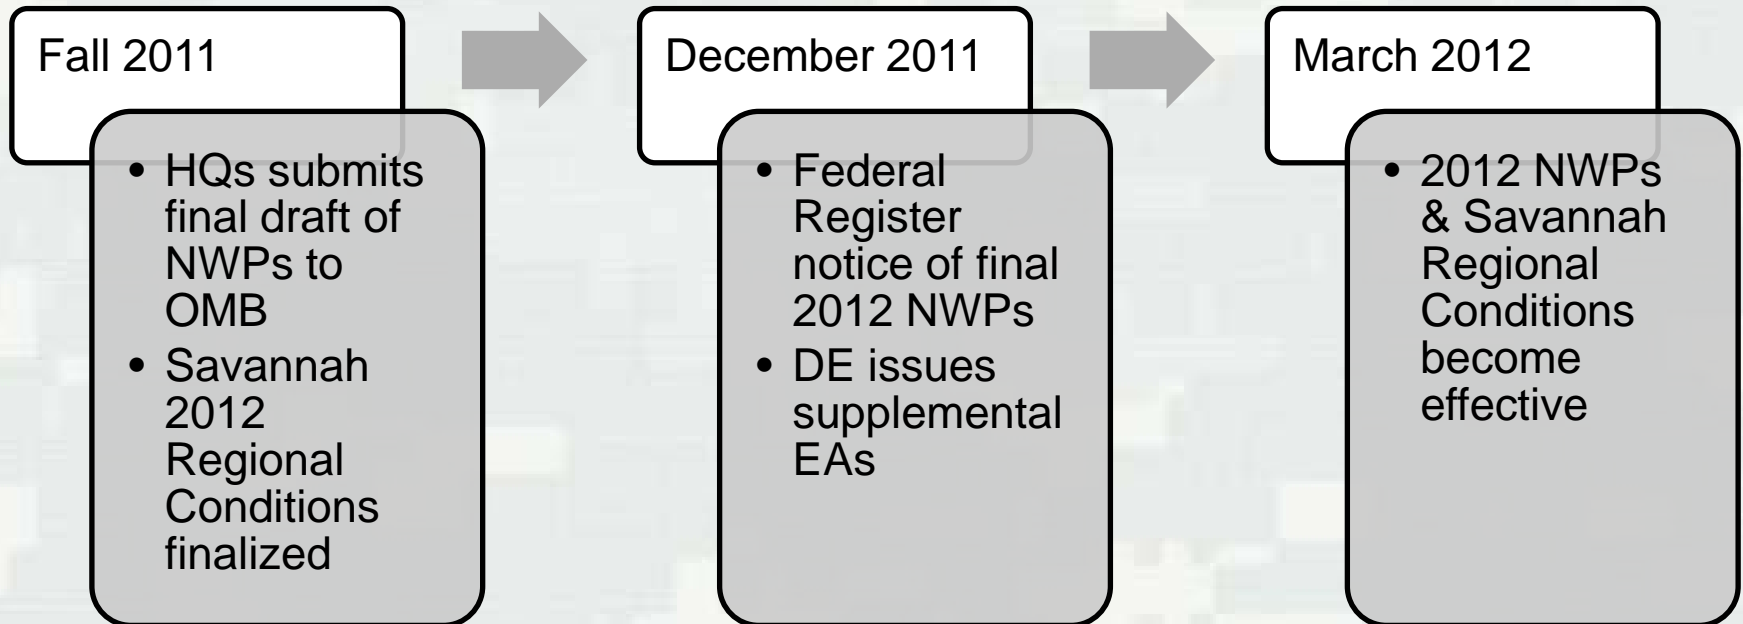 Fall 2011
• HQs submits
final draft of
NWPs to
OMB
• Savannah
2012
Regional
Conditions
finalized
December 2011
• Federal
Register
notice of final
2012 NWPs
• DE issues
supplemental
EAs
March 2012
• 2012 NWPs
& Savannah
Regional
Conditions
become
effective